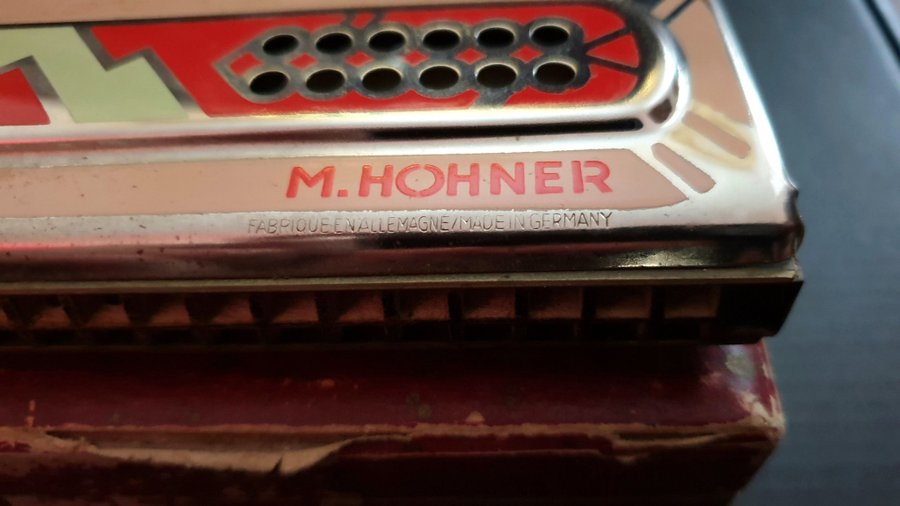 M. HOHNER
FABRIQUE EN ALLEMAGNE/MADE IN GERMANY